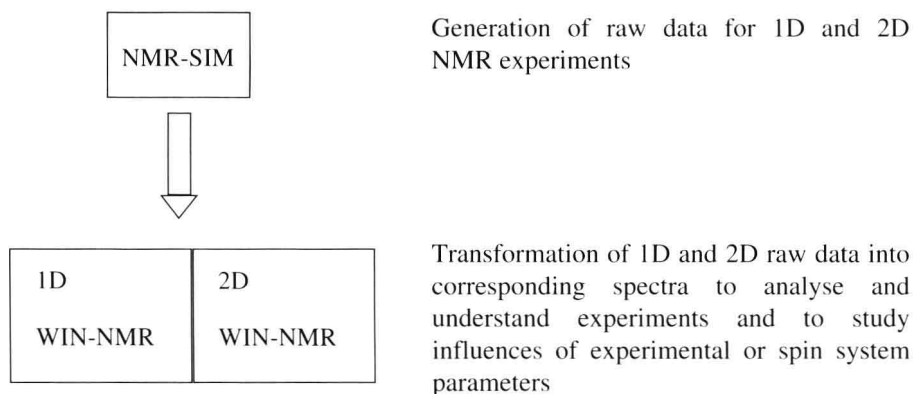 NMR-SIM
Generation of raw data for 1D and 2D
NMR experiments
1D
WIN-NMR
2D
WIN-NMR
Transformation of 1D and 2D raw data into
corresponding spectra to analyse and
understand experiments and to study
influences of experimental or spin system
parameters